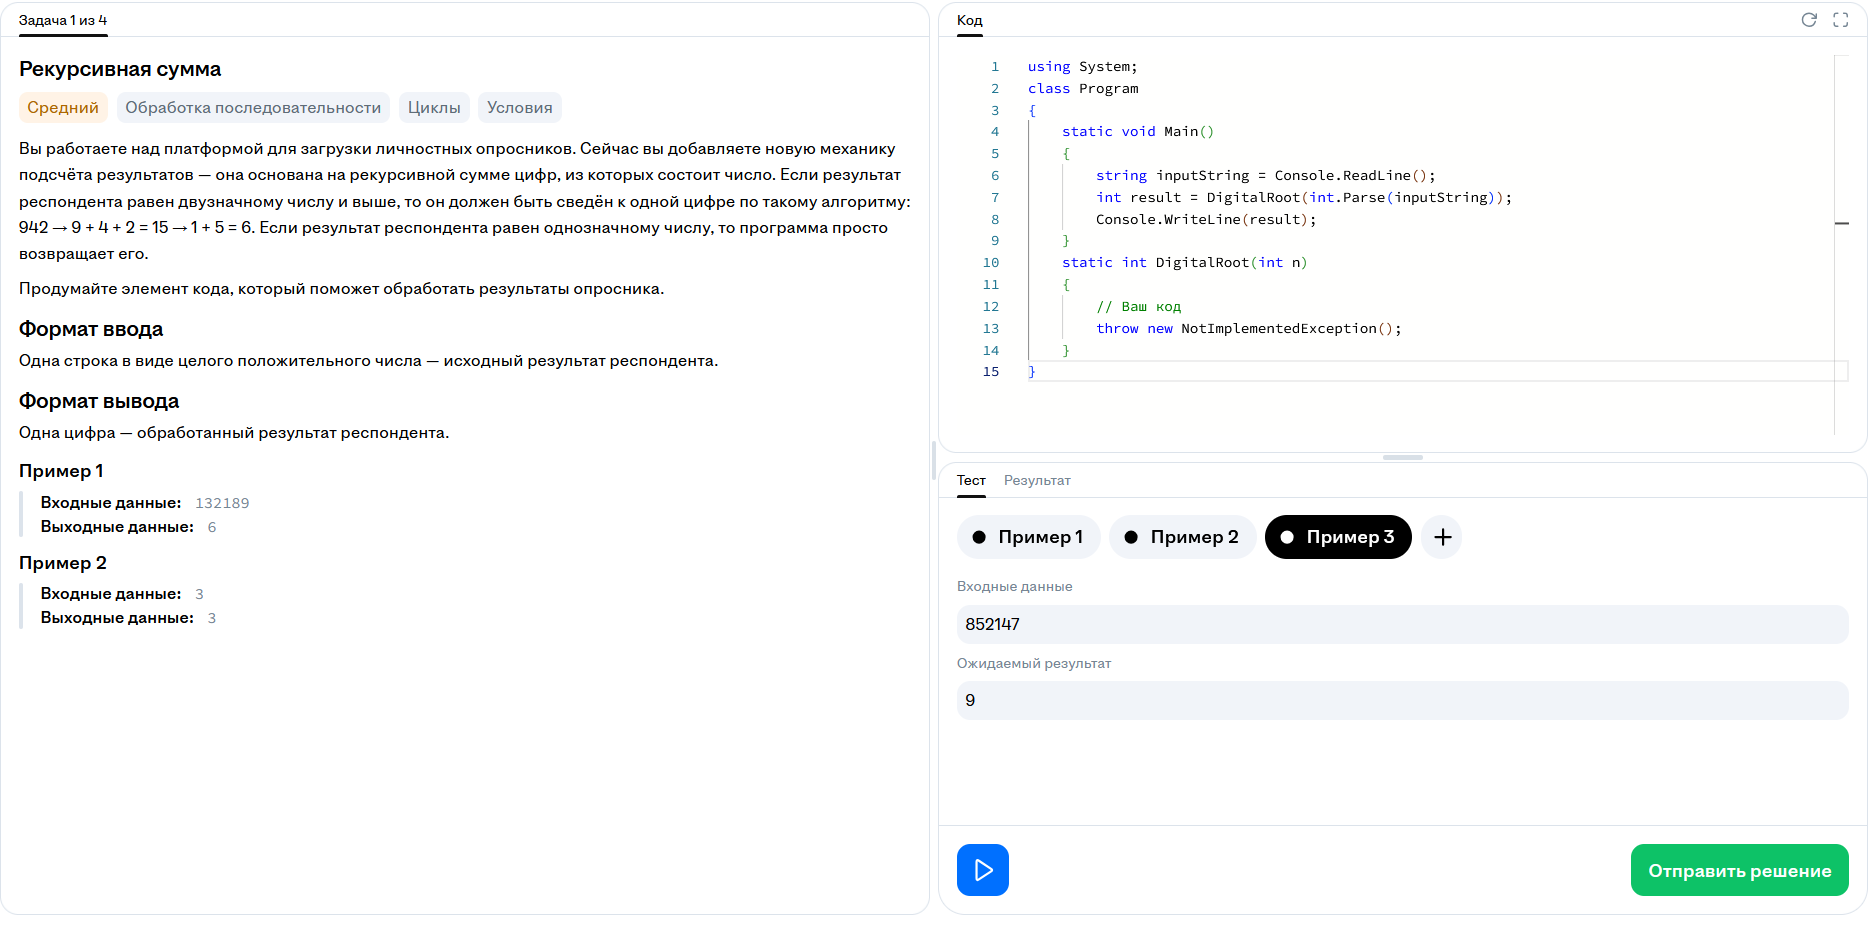 Задача 1 из 4
Рекурсивная сумма
Средний Обработка последовательности Циклы Условия
Вы работаете над платформой для загрузки личностных опросников. Сейчас вы добавляете новую механику
подсчёта результатов — она основана на рекурсивной сумме цифр, из которых состоит число. Если результат
респондента равен двузначному числу и выше, то он должен быть сведён к одной цифре по такому алгоритму:
942 → 9 + 4 + 2 = 15 → 1 + 5 = 6. Если результат респондента равен однозначному числу, то программа просто
возвращает его.
Продумайте элемент кода, который поможет обработать результаты опросника.
Формат ввода
Одна строка в виде целого положительного числа — исходный результат респондента.
Формат вывода
Одна цифра — обработанный результат респондента.
Пример 1
Входные данные: 132189
Выходные данные: 6
Пример 2
Входные данные: 3
Выходные данные: 3
Код
1 using System;
2 class Program
3 {
4 static void Main()
5 {
6 string inputString = Console.ReadLine();
7 int result = DigitalRoot(int.Parse(inputString));
8 Console.WriteLine(result);
9 }
10 static int DigitalRoot(int n)
11 {
12 // Ваш код
13 throw new NotImplementedException();
14 }
15 }
Тест Результат
Пример 1 Пример 2 Пример 3 +
Входные данные
852147
Ожидаемый результат
9
Отправить решение